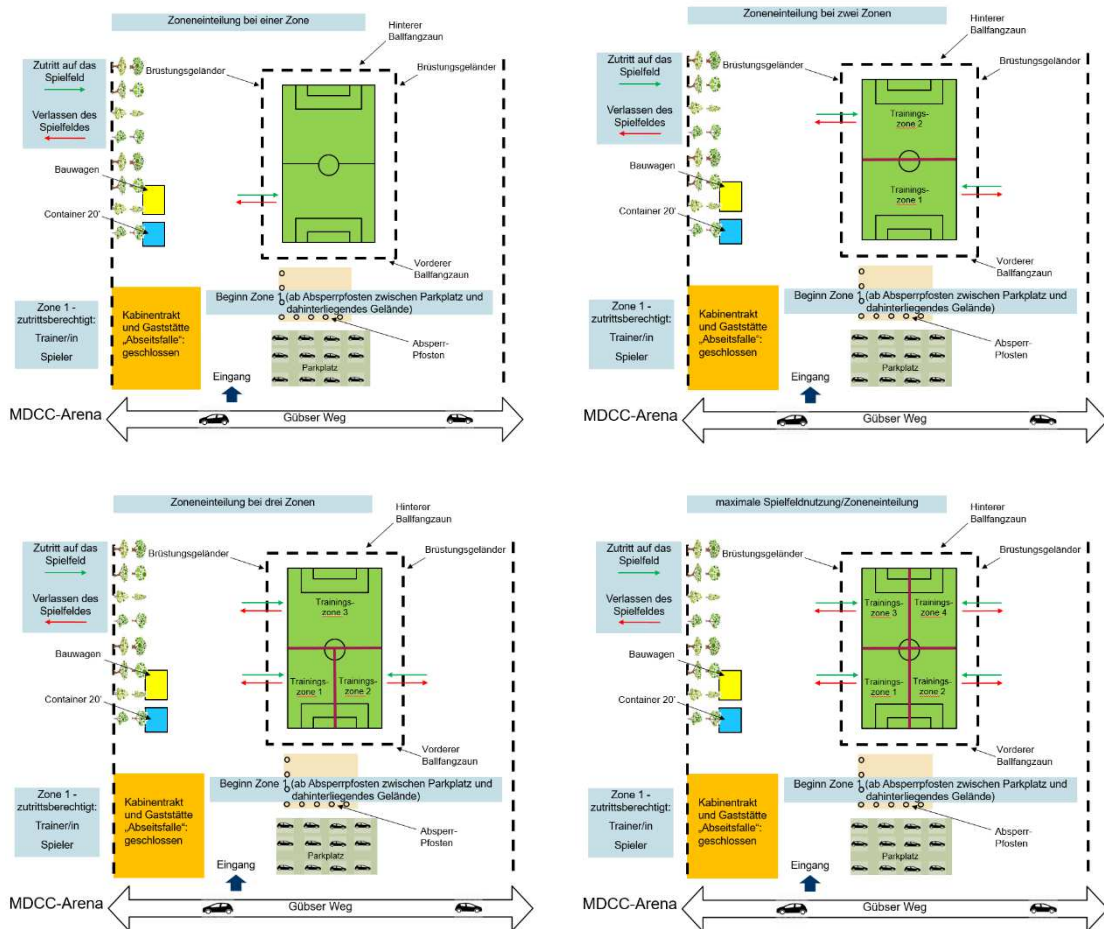 Zoneneinteilung bei einer Zone
Hinterer
Ballfangzaun
Zutritt auf das
Spielfeld
Verlassen des
Spielfeldes
Brüstungsgeländer
Brüstungsgeländer
Bauwagen
Container 20'
Vorderer
Ballfangzaun
Zone 1 -
zutrittsberechtigt:
Trainer/in
Spieler
Kabinentrakt
und Gaststätte
„Abseitsfalle“:
geschlossen
Beginn Zone 1 (ab Absperrpfosten zwischen Parkplatz und
dahinterliegendes Gelände)
Absperr-
Pfosten
Parkplatz
Eingang
MDCC-Arena
Gübser Weg
Zoneneinteilung bei zwei Zonen
Hinterer
Ballfangzaun
Zutritt auf das
Spielfeld
Verlassen des
Spielfeldes
Brüstungsgeländer
Brüstungsgeländer
Trainings-
zone 2
Trainings-
zone 1
Bauwagen
Container 20'
Vorderer
Ballfangzaun
Zone 1 -
zutrittsberechtigt:
Trainer/in
Spieler
Kabinentrakt
und Gaststätte
„Abseitsfalle“:
geschlossen
Beginn Zone 1 (ab Absperrpfosten zwischen Parkplatz und
dahinterliegendes Gelände)
Absperr-
Pfosten
Parkplatz
Eingang
MDCC-Arena
Gübser Weg
Zoneneinteilung bei drei Zonen
Hinterer
Ballfangzaun
Zutritt auf das
Spielfeld
Verlassen des
Spielfeldes
Brüstungsgeländer
Brüstungsgeländer
Trainings-
zone 3
Trainings-
zone 1
Trainings-
zone 2
Bauwagen
Container 20'
Vorderer
Ballfangzaun
Zone 1 -
zutrittsberechtigt:
Trainer/in
Spieler
Kabinentrakt
und Gaststätte
„Abseitsfalle“:
geschlossen
Beginn Zone 1 (ab Absperrpfosten zwischen Parkplatz und
dahinterliegendes Gelände)
Absperr-
Pfosten
Parkplatz
Eingang
MDCC-Arena
Gübser Weg
maximale Spielfeldnutzung/Zoneneinteilung
Hinterer
Ballfangzaun
Zutritt auf das
Spielfeld
Verlassen des
Spielfeldes
Brüstungsgeländer
Brüstungsgeländer
Trainings-
zone 3
Trainings-
zone 4
Trainings-
zone 1
Trainings-
zone 2
Bauwagen
Container 20'
Vorderer
Ballfangzaun
Zone 1 -
zutrittsberechtigt:
Trainer/in
Spieler
Kabinentrakt
und Gaststätte
„Abseitsfalle“:
geschlossen
Beginn Zone 1 (ab Absperrpfosten zwischen Parkplatz und
dahinterliegendes Gelände)
Absperr-
Pfosten
Parkplatz
Eingang
MDCC-Arena
Gübser Weg